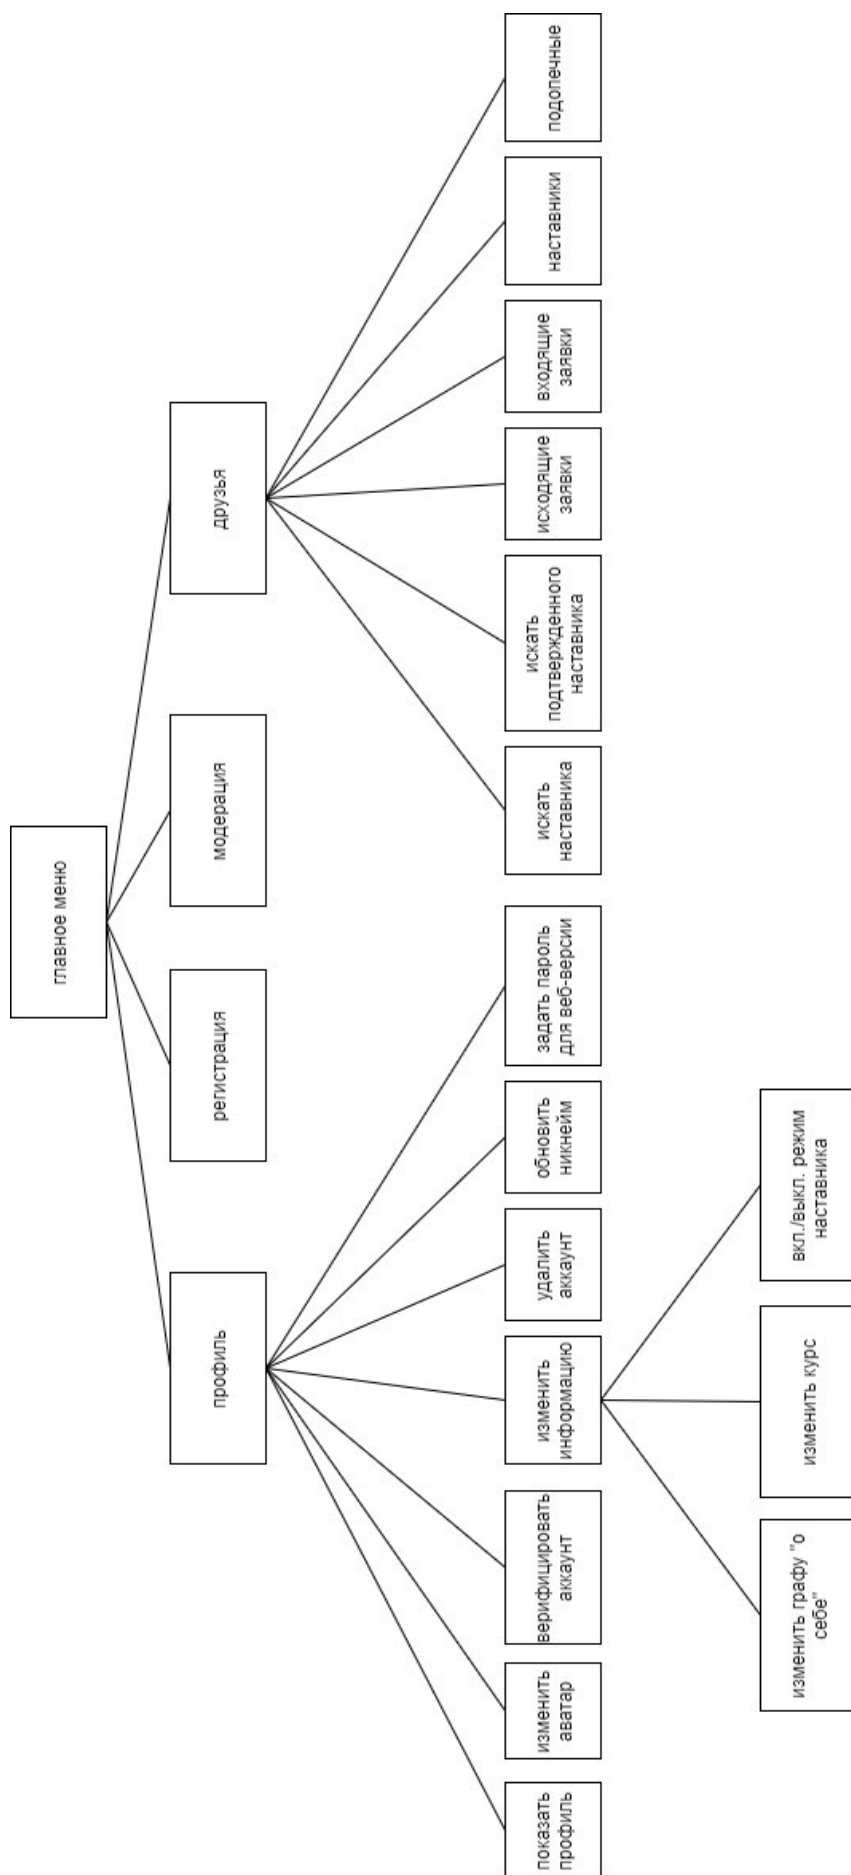 главное меню
профиль
регистрация
модерация
друзья
показать
профиль
изменить
аватар
верифицировать
аккаунт
изменить
информацию
удалить
аккаунт
обновить
никнейм
задать пароль
для веб-версии
искать
наставника
искать
подтвержденного
наставника
исходящие
заявки
входящие
заявки
наставники
подопечные
изменить графу "о
себе"
изменить курс
вкл./выкл. режим
наставника